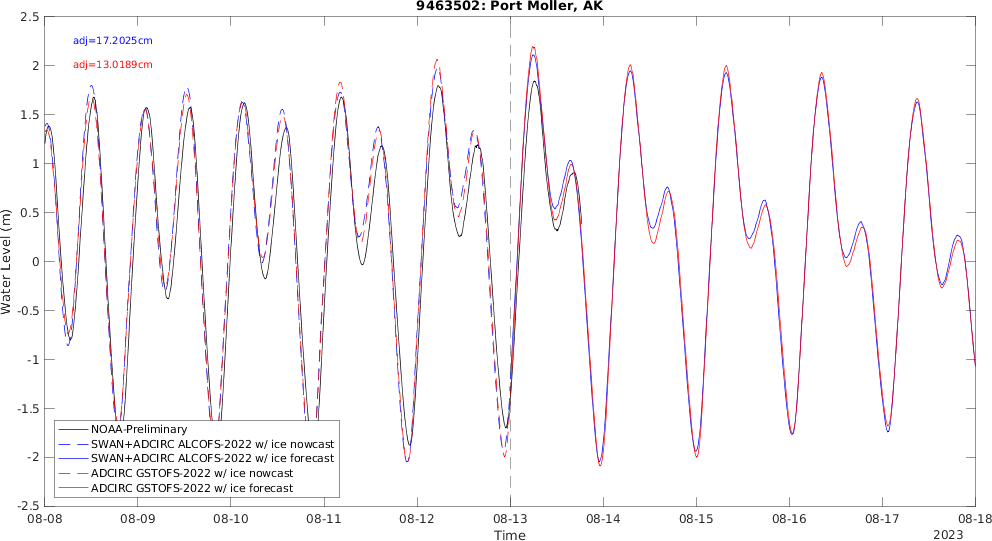 9463502: Port Moller, AK
adj=17.2025cm
adj=13.0189cm
Water Level (m)
2.5
2
1.5
1
0.5
0
-0.5
-1
-1.5
-2
-2.5
NOAA-Preliminary
SWAN+ADCIRC ALCOFS-2022 w/ ice nowcast
SWAN+ADCIRC ALCOFS-2022 w/ ice forecast
ADCIRC GSTOFS-2022 w/ ice nowcast
ADCIRC GSTOFS-2022 w/ ice forecast
08-08 08-09 08-10 08-11 08-12 08-13 08-14 08-15 08-16 08-17 08-18
Time
2023